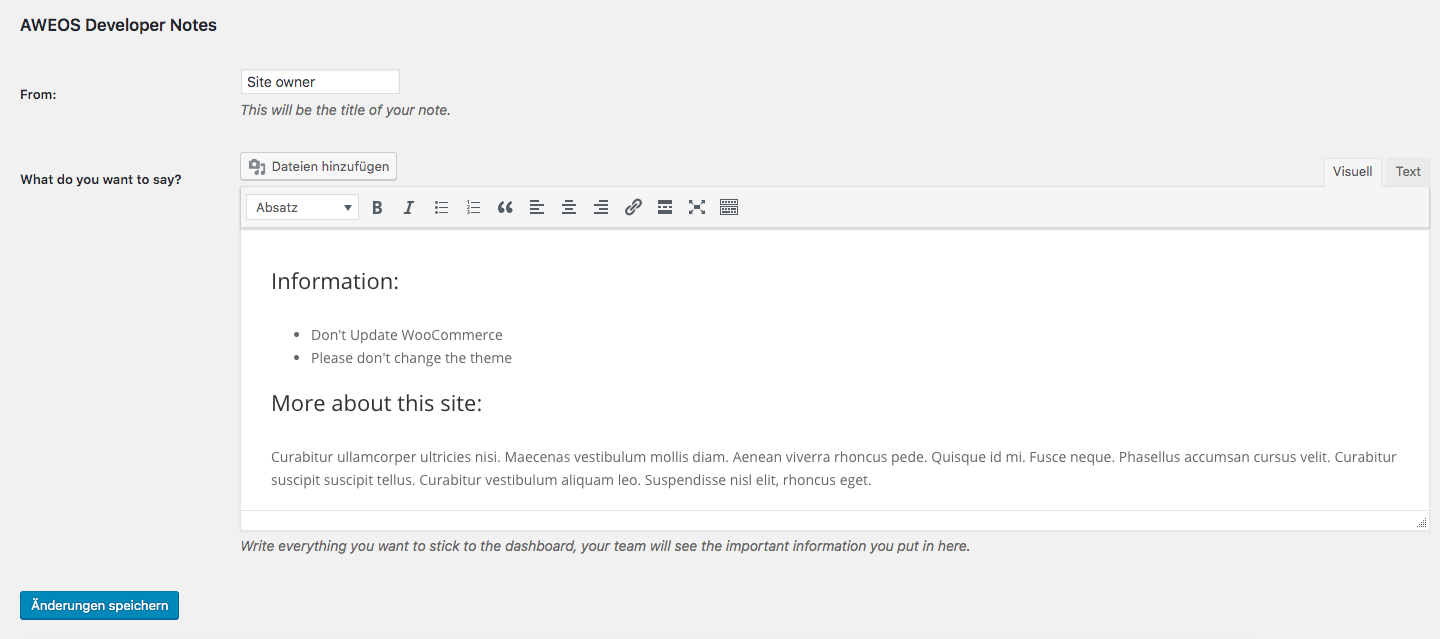 AWEOS Developer Notes
From:
Site owner
This will be the title of your note.
What do you want to say?
Dateien hinzufügen
Visuell
Text
Absatz
Information:
Don't Update WooCommerce
Please don't change the theme
More about this site:
Curabitur ullamcorper ultricies nisi. Maecenas vestibulum mollis diam. Aenean viverra rhoncus pede. Quisque id mi. Fusce neque. Phasellus accumsan cursus velit. Curabitur
suscipit suscipit tellus. Curabitur vestibulum aliquam leo. Suspendisse nisl elit, rhoncus eget.
Write everything you want to stick to the dashboard, your team will see the important information you put in here.
Änderungen speichern